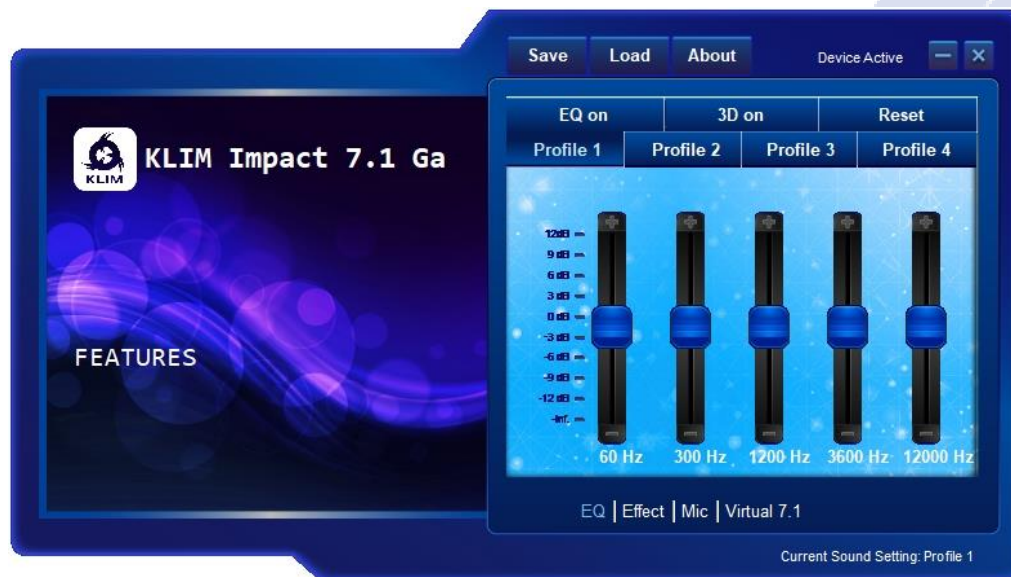 Save Load About Device Active
EQ on 3D on Reset
Profile 1 Profile 2 Profile 3 Profile 4
KLIM
KLIM Impact 7.1 Ga
FEATURES
12dB
9 dB
6 dB
3 dB
0 dB
-3 dB
-6 dB
-9 dB
-12 dB
-Inf.
60 Hz 300 Hz 1200 Hz 3600 Hz 12000 Hz
EQ | Effect | Mic | Virtual 7.1
Current Sound Setting: Profile 1